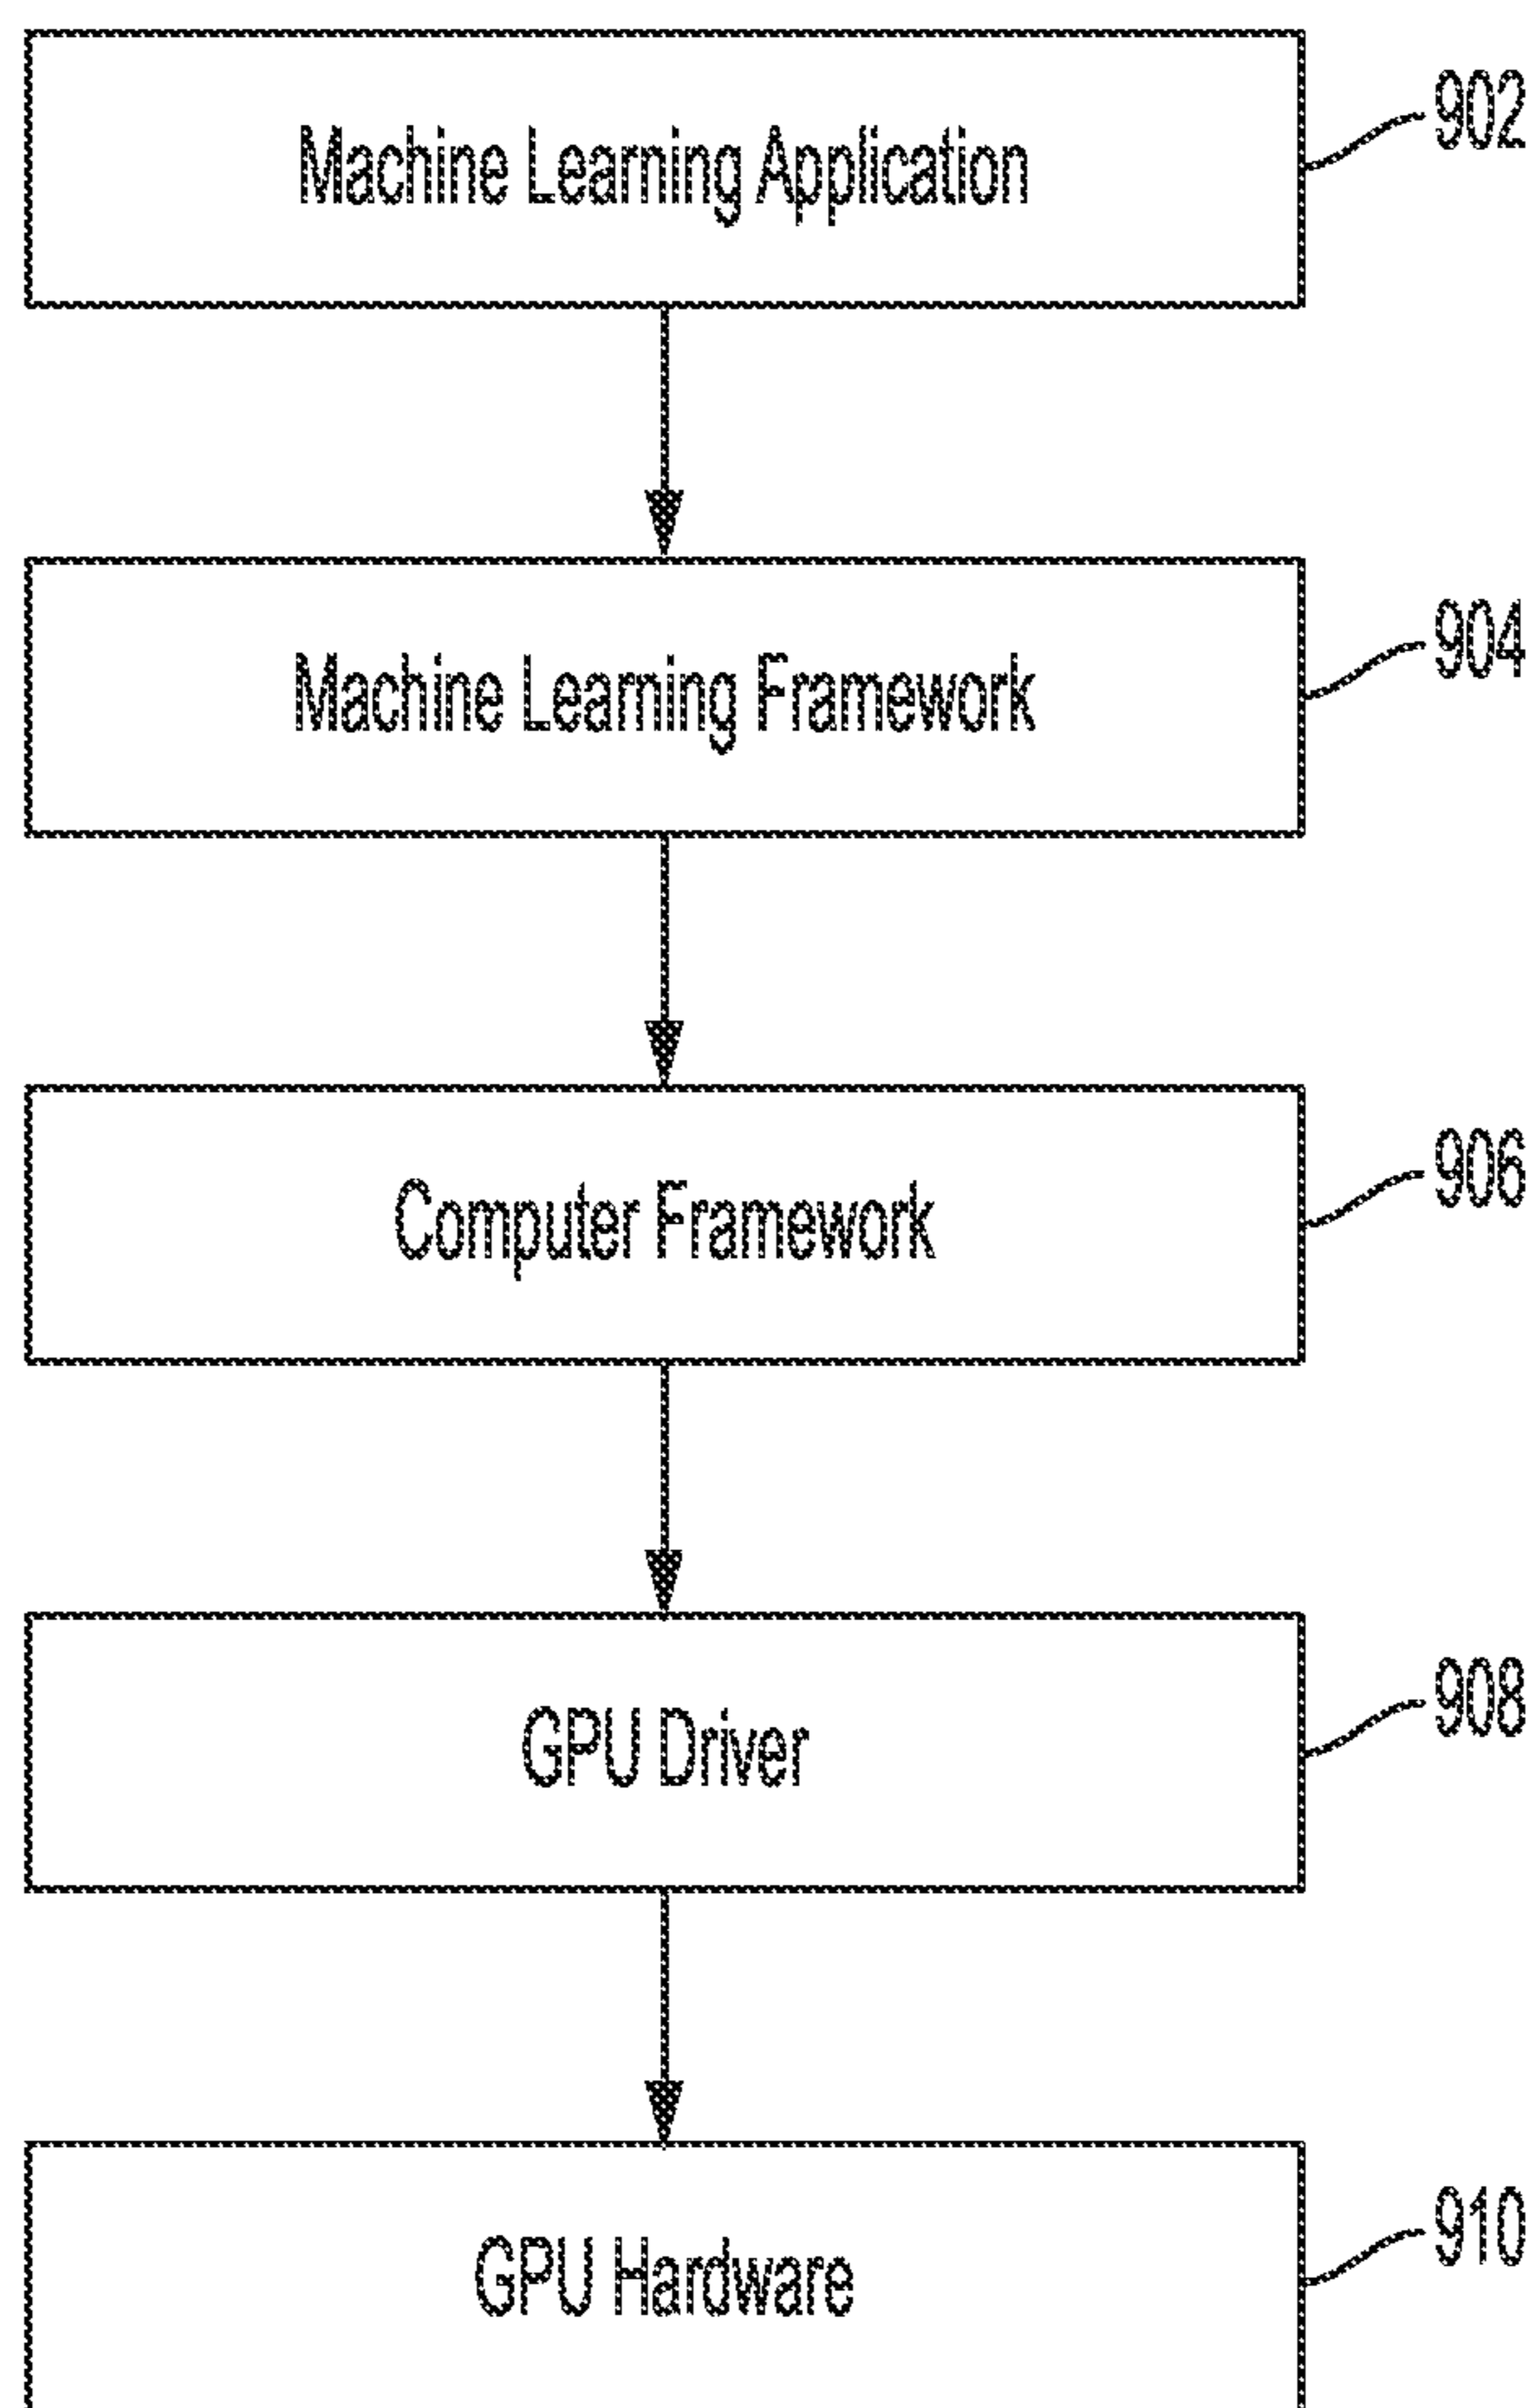 Machine Learning Application
902
Machine Learning Framework
904
Computer Framework
906
GPU Driver
908
GPU Hardware
910